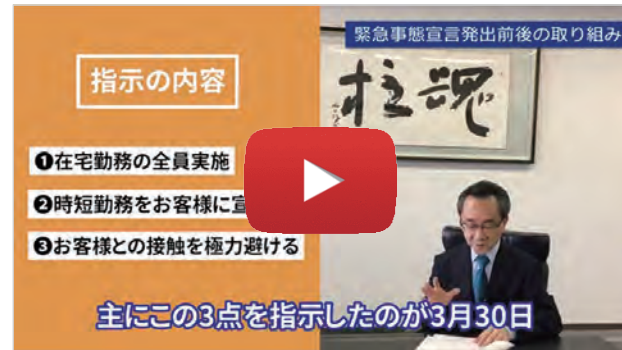 緊急事態宣言発出前後の取り組み
指示の内容
❶在宅勤務の全員実施
❷時短勤務をお客様に宣
❸お客様との接触を極力避ける
主にこの3点を指示したのが3月30日